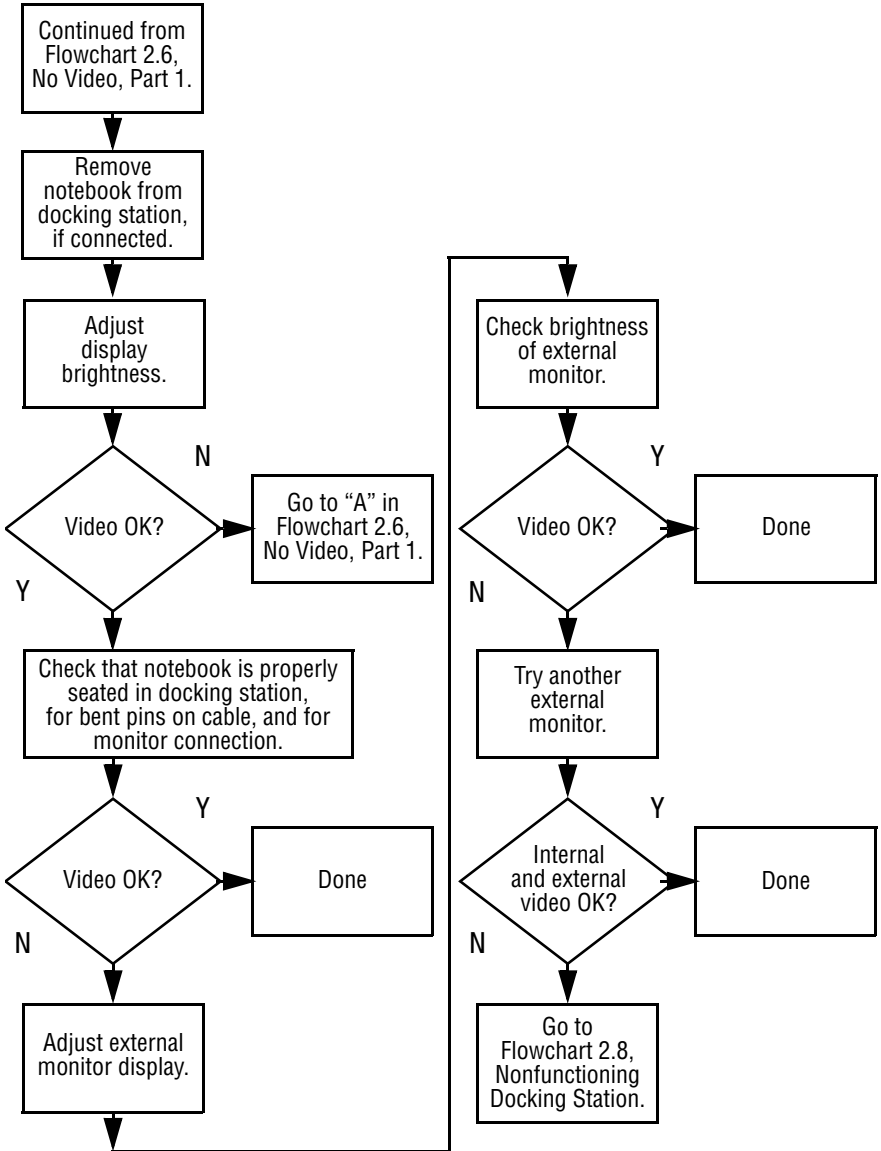 Continued from
Flowchart 2.6,
No Video, Part 1.
Remove
notebook from
docking station,
if connected.
Adjust
display
brightness.
Video OK?
N
Go to “A” in
Flowchart 2.6,
No Video, Part 1.
Y
Check that notebook is properly
seated in docking station,
for bent pins on cable, and for
monitor connection.
Video OK?
Y
Done
N
Adjust external
monitor display.
Check brightness
of external
monitor.
Video OK?
Y
Done
N
Try another
external
monitor.
Internal
and external
video OK?
Y
Done
N
Go to
Flowchart 2.8,
Nonfunctioning
Docking Station.